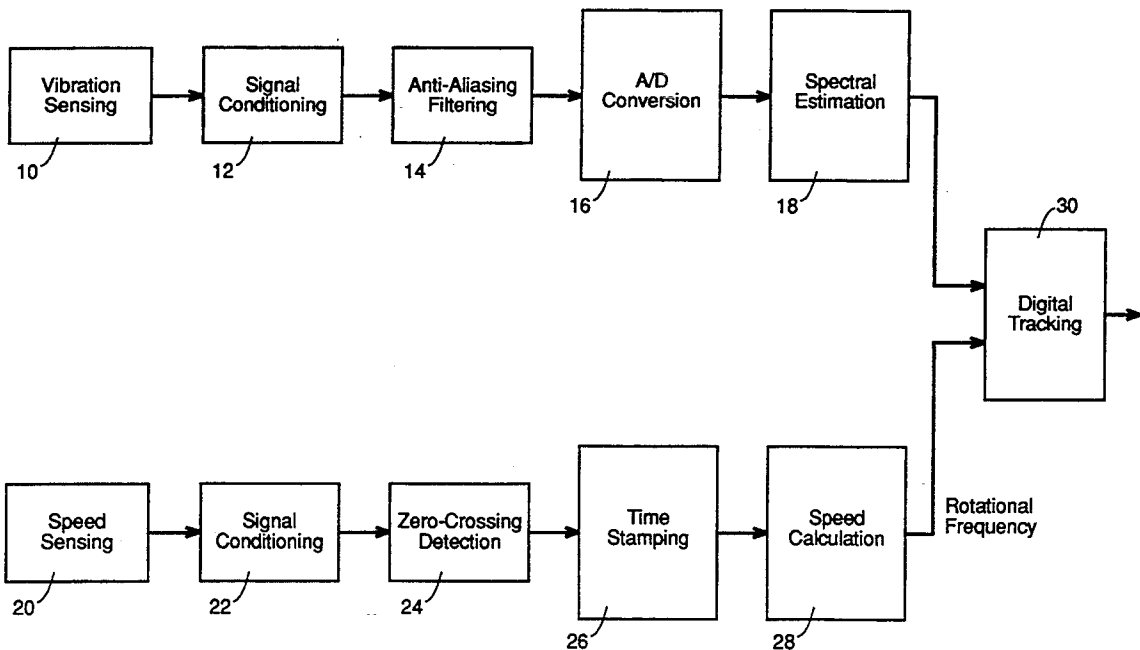 Vibration
Sensing
10
Signal
Conditioning
12
Anti-Aliasing
Filtering
14
A/D
Conversion
16
Spectral
Estimation
18
30
Digital
Tracking
Speed
Sensing
20
Signal
Conditioning
22
Zero-Crossing
Detection
24
Time
Stamping
26
Speed
Calculation
28
Rotational
Frequency